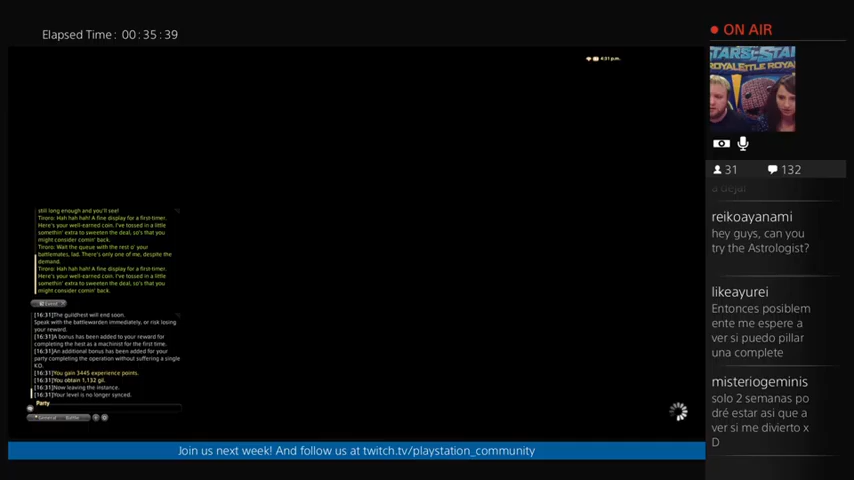 Elapsed Time: 00:35:39
ON AIR
4:31 p.m.
31
132
still long enough and you'll see!
Tiroro: Hah hah hah! A fine display for a first-timer.
Here's your well-earned coin. I've tossed in a little
somethin' extra to sweeten the deal, so's that you
might consider comin' back.
Tiroro: Wait the queue with the rest o' your
battlemates, lad. There's only one of me, despite the
demand.
Tiroro: Hah hah hah! A fine display for a first-timer.
Here's your well-earned coin. I've tossed in a little
somethin' extra to sweeten the deal, so's that you
might consider comin' back.
Event
[16:31]The guildhest will end soon.
Speak with the battlewarden immediately, or risk losing
your reward.
[16:31]A bonus has been added to your reward for
completing the hest as a machinist for the first time.
[16:31]An additional bonus has been added for your
party completing the operation without suffering a single
KO.
[16:31]You gain 3445 experience points.
[16:31]You obtain 1,132 gil.
[16:31]Now leaving the instance.
[16:31]Your level is no longer synced.
Party
General
Battle
a dejar
reikoayanami
hey guys, can you
try the Astrologist?
likeayurei
Entonces posiblem
ente me espere a
ver si puedo pillar
una complete
misteriogeminis
solo 2 semanas po
dré estar asi que a
ver si me divierto x
D
Join us next week! And follow us at twitch.tv/playstation_community